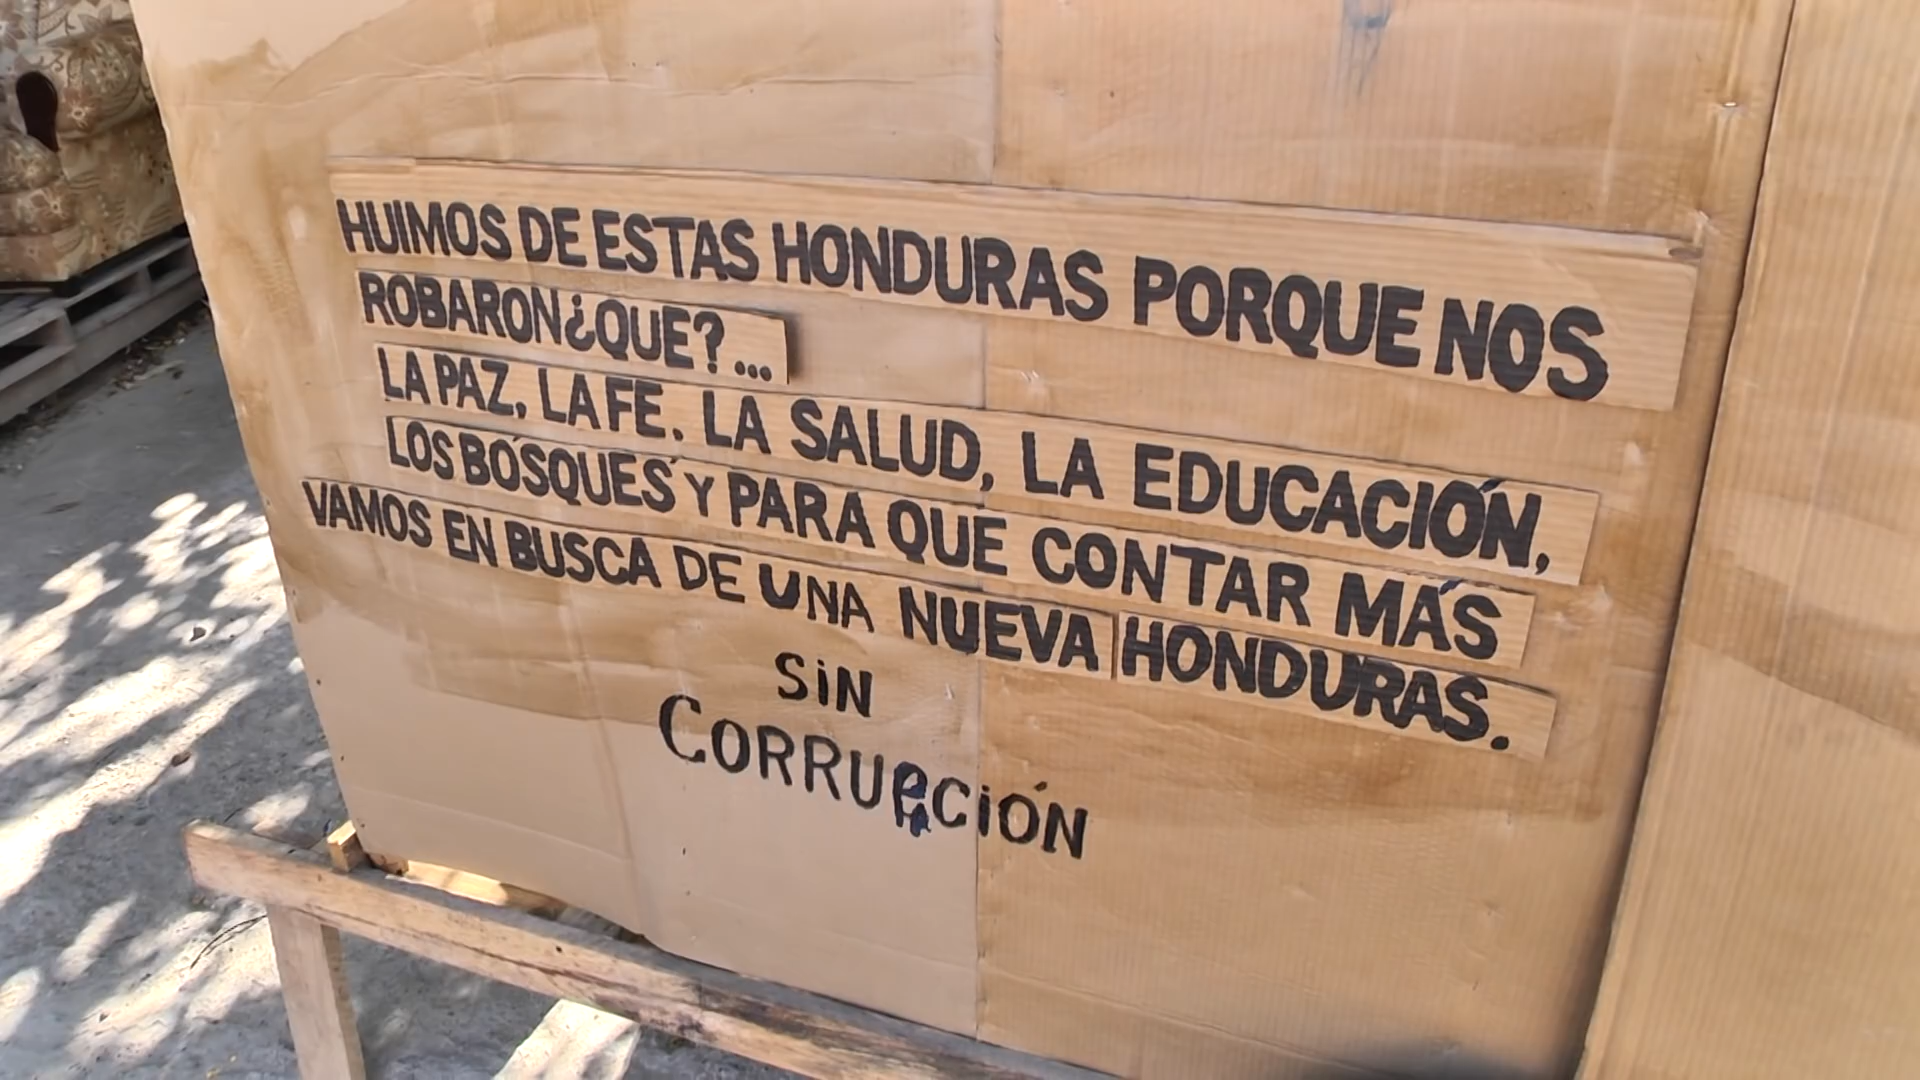 HUIMOS DE ESTAS HONDURAS PORQUE NOS
ROBARON ¿QUE?...
LA PAZ, LA FE, LA SALUD, LA EDUCACIÓN,
LOS BÓSQUES Y PARA QUE CONTAR MÁS
VAMOS EN BUSCA DE UNA NUEVA HONDURAS.
SiN
CORRUPCiÓN